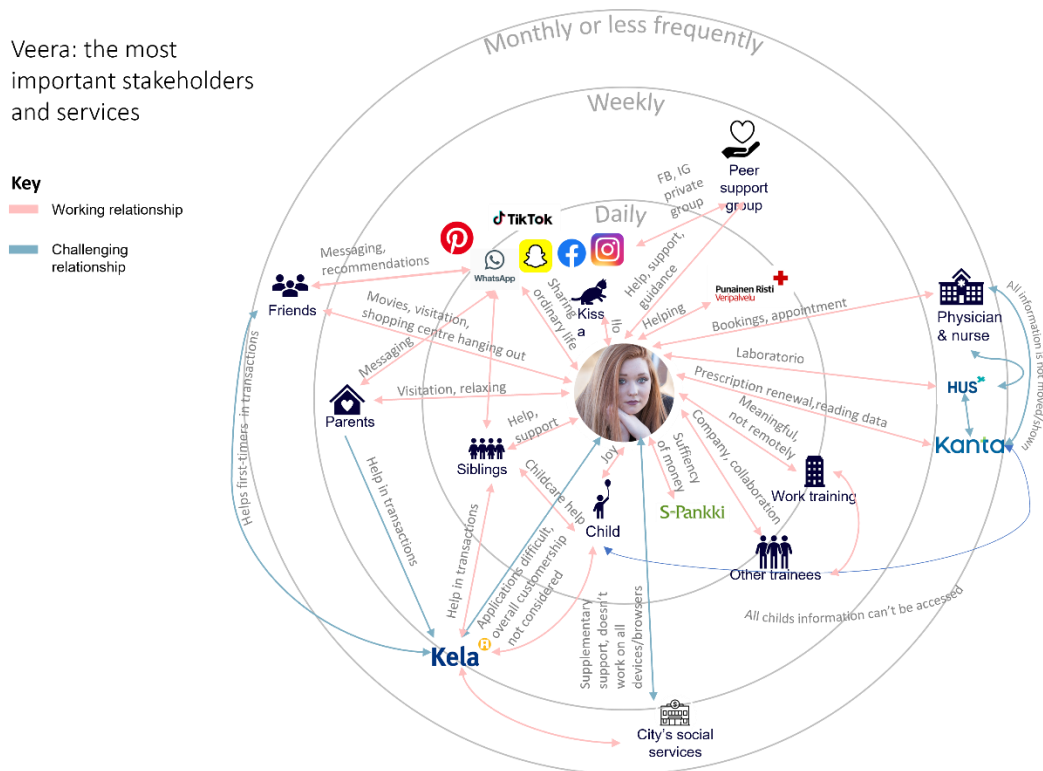 Veera: the most
important stakeholders
and services
Key
Working relationship
Challenging
relationship
Monthly or less frequently
Weekly
Daily
Peer
support
group
FB, IG
private
group
Help, support,
guidance
TikTok
WhatsApp
Messaging,
recommendations
Friends
Movies, visitation,
shopping centre hanging out
Messaging
Sharing
ordinary life
Kiss
a
Ilo
Helping
Punainen Risti
Veripalvelu
Bookings, appointment
Physician
& nurse
All information is not moved/shown
Laboratorio
HUS
Prescription renewal,reading data
Kanta
Visitation, relaxing
Parents
Helps first-timers in transactions
Help in transactions
Help,
support
Siblings
Childcare help
Joy
Child
Suffiency
of money
S-Pankki
Company, collaboration
Meaningful,
not remotely
Work training
Other trainees
All childs information can't be accessed
Help in transactions
Applications difficult,
overall customership
not considered
Kela
Supplementary
support, doesn't
work on all
devices/browsers
City's social
services